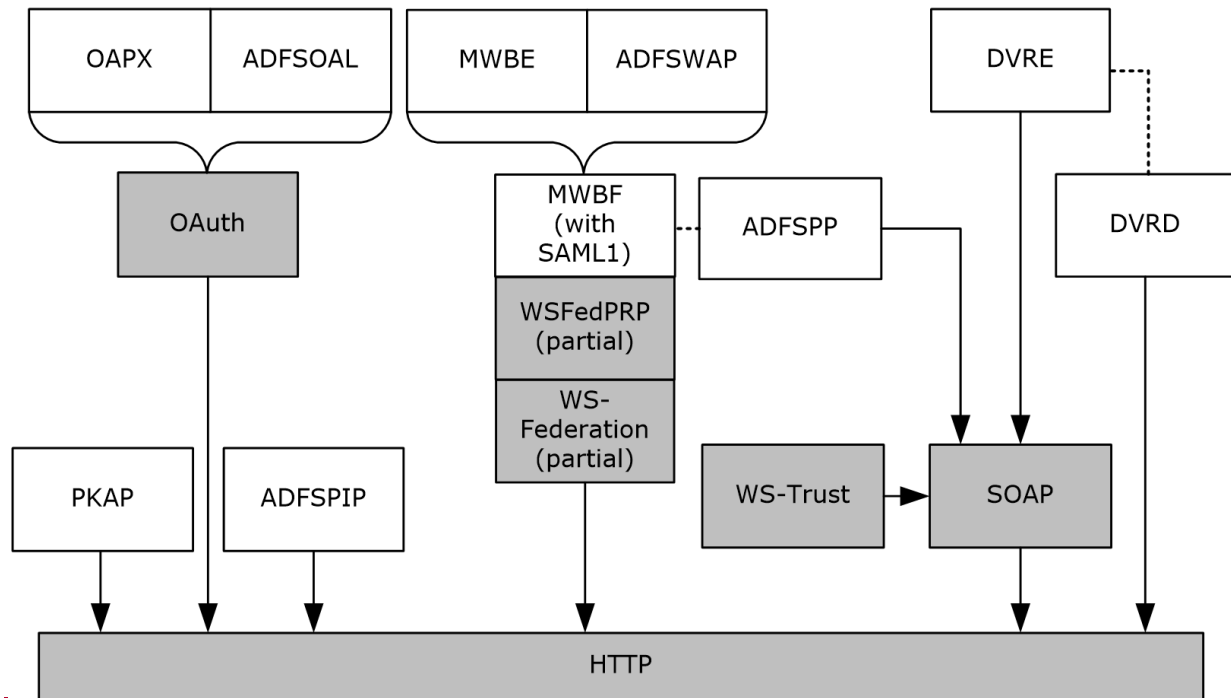 OAPX
ADFSOAL
MWBE
ADFSWAP
DVRE
OAuth
MWBF
(with
SAML1)
ADFSPP
DVRD
WSFedPRP
(partial)
WS-
Federation
(partial)
PKAP
ADFSPIP
WS-Trust
SOAP
HTTP